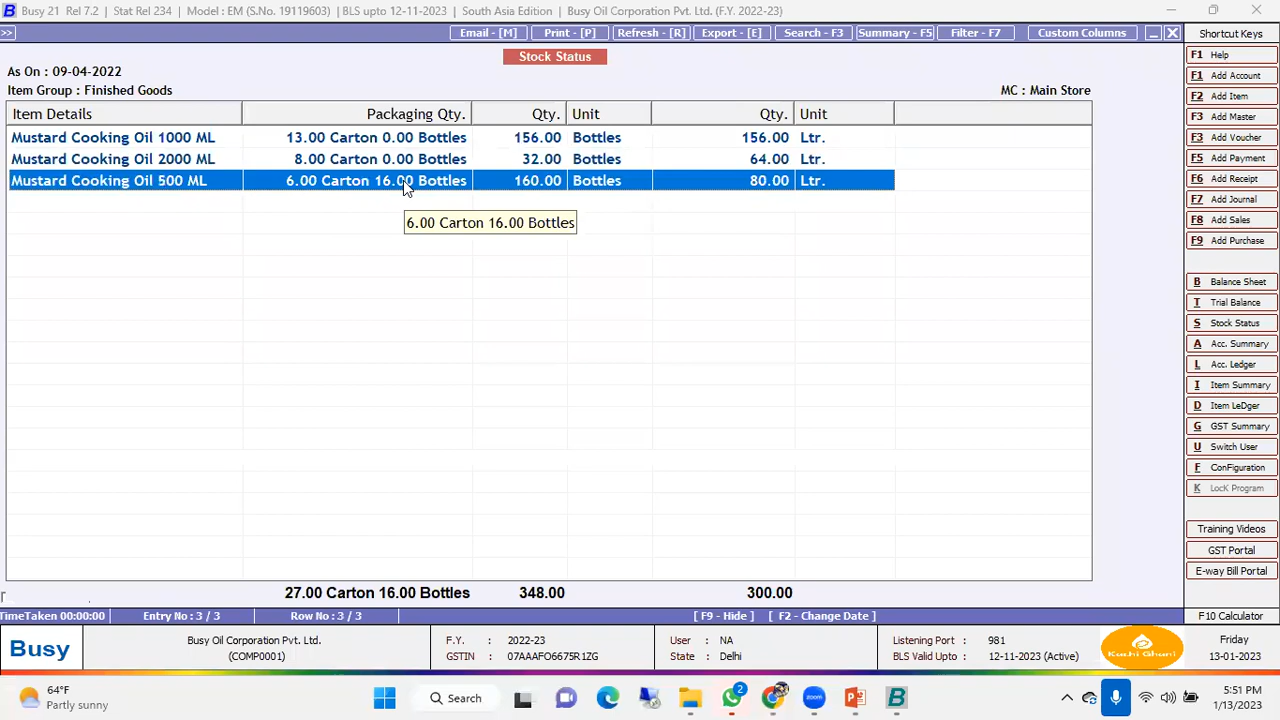 Busy 21 Rel 7.2 | Stat Rel 234 | Model : EM (S.No. 19119603) | BLS upto 12-11-2023 | South Asia Edition | Busy Oil Corporation Pvt. Ltd. (F.Y. 2022-23)
>> Email - [M] Print - [P] Refresh - [R] Export - [E] Search - F3 Summary - F5 Filter - F7 Custom Columns
Stock Status
As On : 09-04-2022
Item Group : Finished Goods MC : Main Store
Item Details Packaging Qty. Qty. Unit Qty. Unit
Mustard Cooking Oil 1000 ML 13.00 Carton 0.00 Bottles 156.00 Bottles 156.00 Ltr.
Mustard Cooking Oil 2000 ML 8.00 Carton 0.00 Bottles 32.00 Bottles 64.00 Ltr.
Mustard Cooking Oil 500 ML 6.00 Carton 16.00 Bottles 160.00 Bottles 80.00 Ltr.
6.00 Carton 16.00 Bottles
27.00 Carton 16.00 Bottles 348.00 300.00
TimeTaken 00:00:00 Entry No : 3 / 3 Row No : 3 / 3 [ F9 - Hide ] [ F2 - Change Date ]
Shortcut Keys
F1 Help
F1 Add Account
F2 Add Item
F3 Add Master
F3 Add Voucher
F5 Add Payment
F6 Add Receipt
F7 Add Journal
F8 Add Sales
F9 Add Purchase
B Balance Sheet
T Trial Balance
S Stock Status
A Acc. Summary
L Acc. Ledger
I Item Summary
D Item LeDger
G GST Summary
U Switch User
F ConFiguration
K LocK Program
Training Videos
GST Portal
E-way Bill Portal
F10 Calculator
Busy
Busy Oil Corporation Pvt. Ltd.
(COMP0001)
F.Y. : 2022-23
GSTIN : 07AAAFO6675R1ZG
User : NA
State : Delhi
Listening Port : 981
BLS Valid Upto : 12-11-2023 (Active)
Kachi Ghani
Friday
13-01-2023
64°F
Partly sunny
Search
2
5:51 PM
1/13/2023